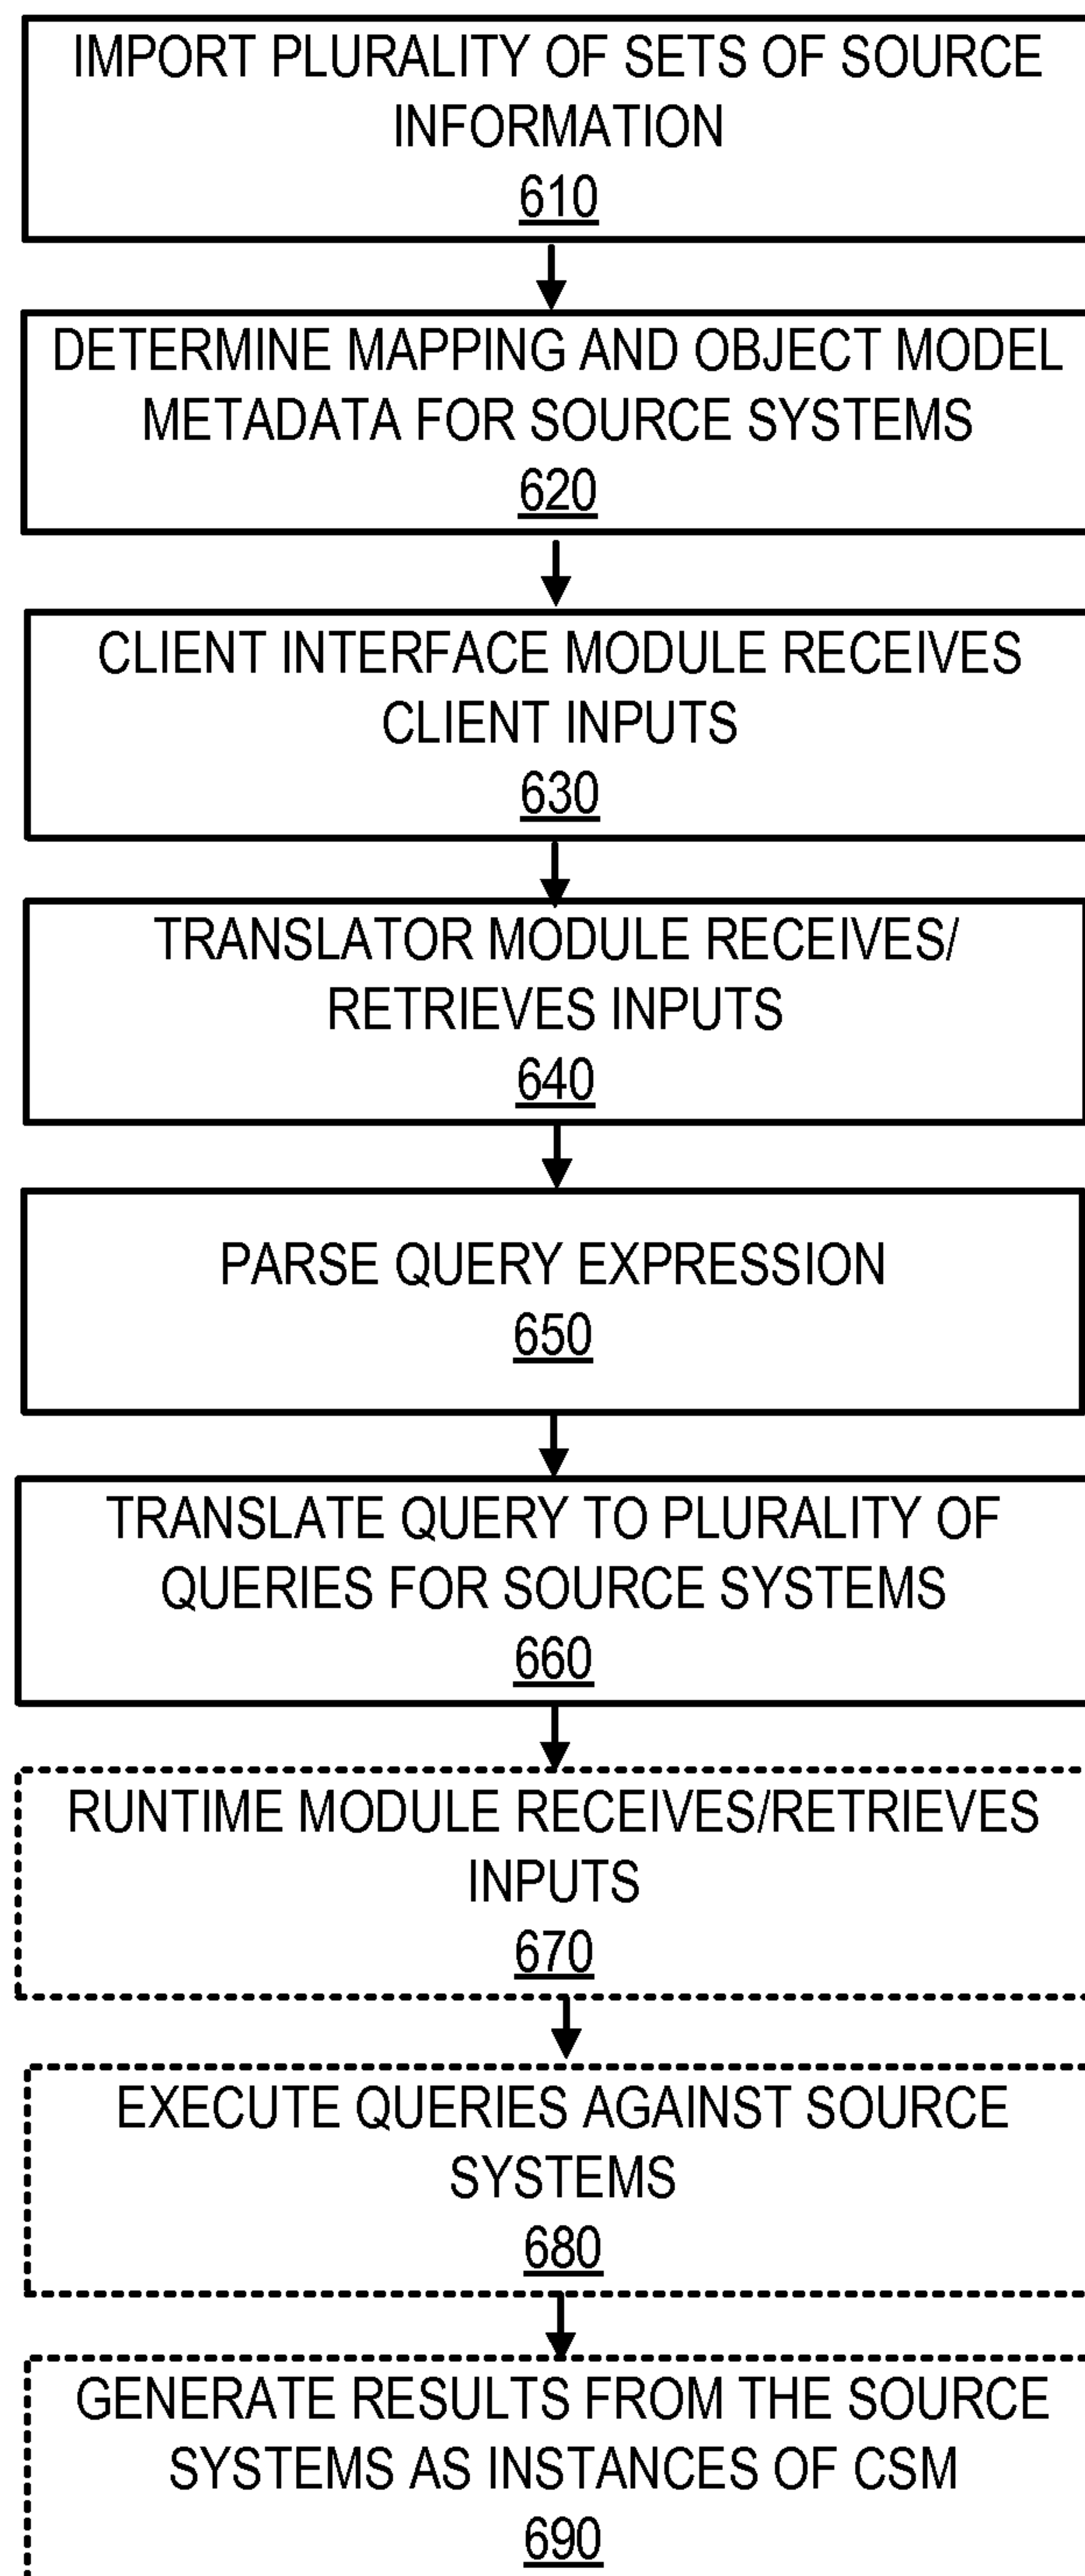 IMPORT PLURALITY OF SETS OF SOURCE
INFORMATION
610
DETERMINE MAPPING AND OBJECT MODEL
METADATA FOR SOURCE SYSTEMS
620
CLIENT INTERFACE MODULE RECEIVES
CLIENT INPUTS
630
TRANSLATOR MODULE RECEIVES/
RETRIEVES INPUTS
640
PARSE QUERY EXPRESSION
650
TRANSLATE QUERY TO PLURALITY OF
QUERIES FOR SOURCE SYSTEMS
660
RUNTIME MODULE RECEIVES/RETRIEVES
INPUTS
670
EXECUTE QUERIES AGAINST SOURCE
SYSTEMS
680
GENERATE RESULTS FROM THE SOURCE
SYSTEMS AS INSTANCES OF CSM
690